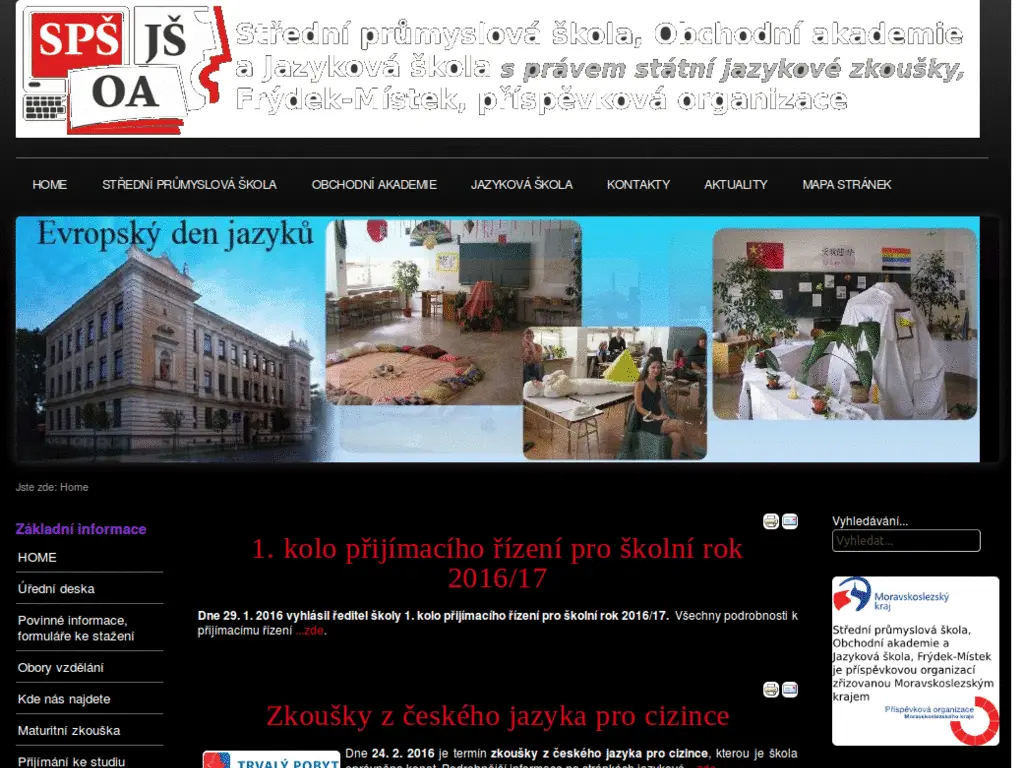 SPŠ JŠ
OA
Střední průmyslová škola, Obchodní akademie
a Jazyková škola s právem státní jazykové zkoušky,
Frýdek-Místek, příspěvková organizace
HOME STŘEDNÍ PRŮMYSLOVÁ ŠKOLA OBCHODNÍ AKADEMIE JAZYKOVÁ ŠKOLA KONTAKTY AKTUALITY MAPA STRÁNEK
Evropský den jazyků
Jste zde: Home
Základní informace
HOME
Úřední deska
Povinné informace,
formuláře ke stažení
Obory vzdělání
Kde nás najdete
Maturitní zkouška
Přijímání ke studiu
1. kolo přijímacího řízení pro školní rok
2016/17
Dne 29. 1. 2016 vyhlásil ředitel školy 1. kolo přijímacího řízení pro školní rok 2016/17. Všechny podrobnosti k
přijímacímu řízení ...zde.
Zkoušky z českého jazyka pro cizince
TRVALÝ POBYT
Dne 24. 2. 2016 je termín zkoušky z českého jazyka pro cizince, kterou je škola
Vyhledávání...
Vyhledat...
Moravskoslezský
kraj
Střední průmyslová škola,
Obchodní akademie a
Jazyková škola, Frýdek-Místek
je příspěvkovou organizací
zřizovanou Moravskoslezským
krajem
Příspěvková organizace
Moravskoslezského kraje